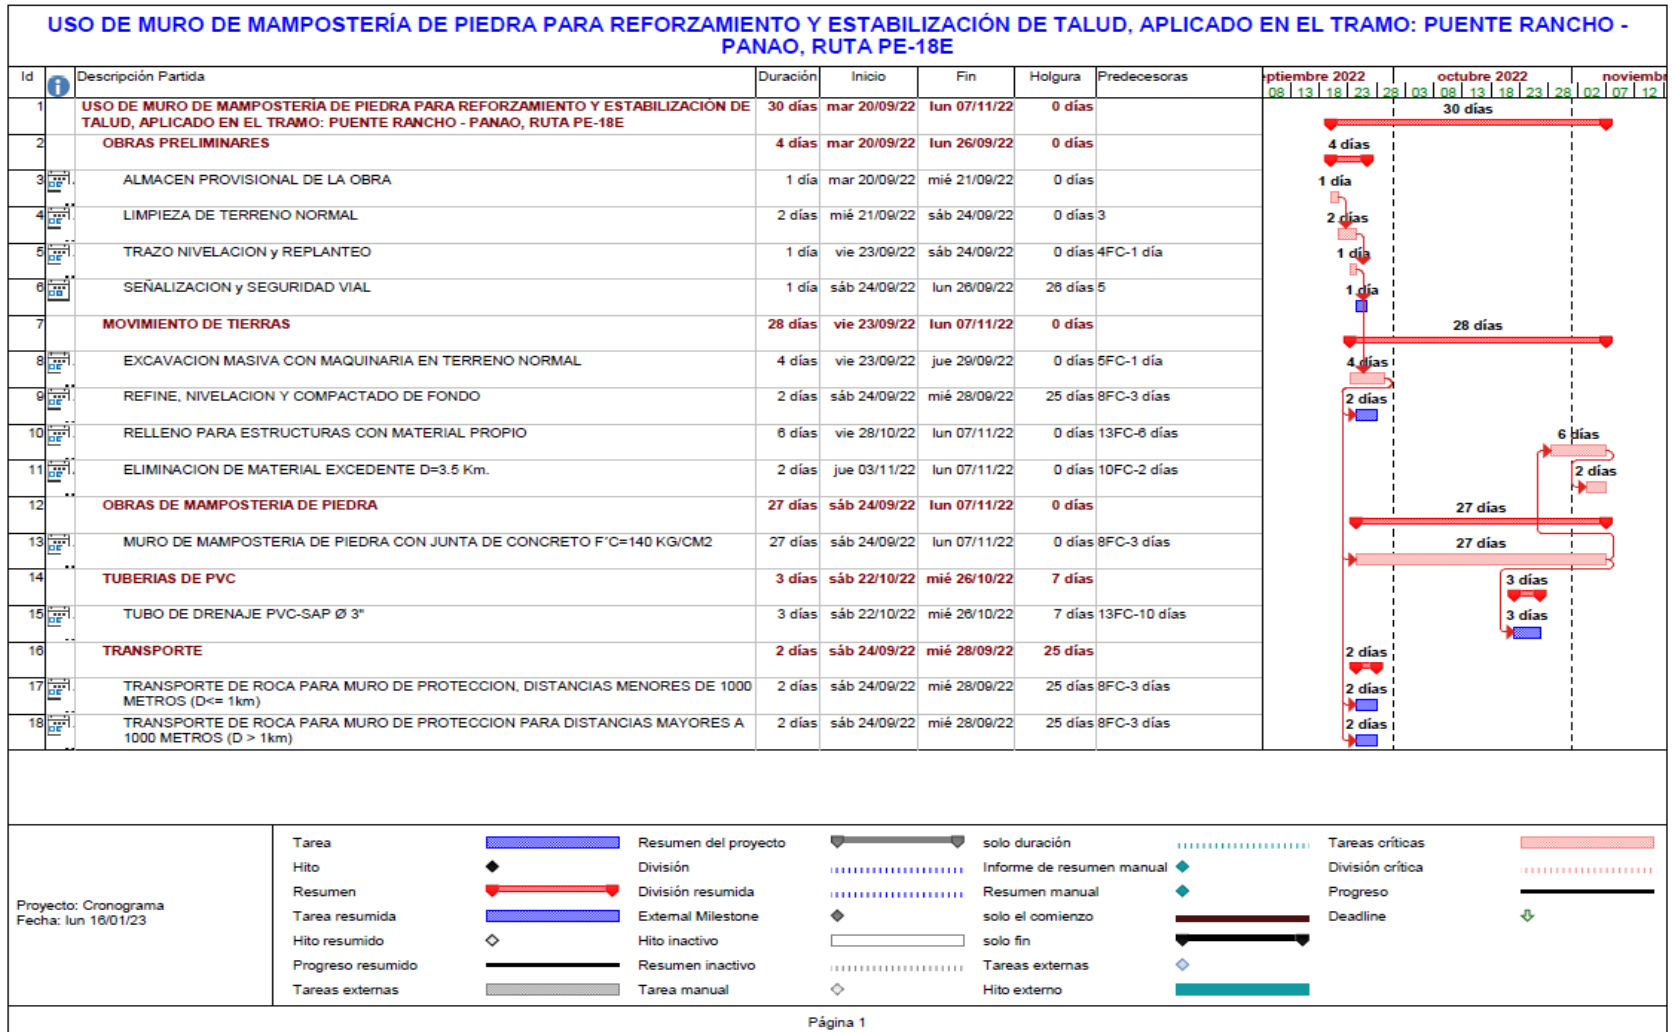 USO DE MURO DE MAMPOSTERÍA DE PIEDRA PARA REFORZAMIENTO Y ESTABILIZACIÓN DE TALUD, APLICADO EN EL TRAMO: PUENTE RANCHO -
PANAO, RUTA PE-18E
Id Descripción Partida Duración Inicio Fin Holgura Predecesoras ptiembre 2022 octubre 2022 noviemb
08 13 18 23 28 03 08 13 18 23 28 02 07 12
1 USO DE MURO DE MAMPOSTERÍA DE PIEDRA PARA REFORZAMIENTO Y ESTABILIZACIÓN DE 30 días mar 20/09/22 lun 07/11/22 0 días 30 días
TALUD, APLICADO EN EL TRAMO: PUENTE RANCHO - PANAO, RUTA PE-18E
2 OBRAS PRELIMINARES 4 días mar 20/09/22 lun 26/09/22 0 días 4 días
3 ALMACEN PROVISIONAL DE LA OBRA 1 día mar 20/09/22 mié 21/09/22 0 días 1 día
4 LIMPIEZA DE TERRENO NORMAL 2 días mié 21/09/22 sáb 24/09/22 0 días 3 2 días
5 TRAZO NIVELACION y REPLANTEO 1 día vie 23/09/22 sáb 24/09/22 0 días 4FC-1 día 1 día
6 SEÑALIZACION y SEGURIDAD VIAL 1 día sáb 24/09/22 lun 26/09/22 26 días 5 1 día
7 MOVIMIENTO DE TIERRAS 28 días vie 23/09/22 lun 07/11/22 0 días 28 días
8 EXCAVACION MASIVA CON MAQUINARIA EN TERRENO NORMAL 4 días vie 23/09/22 jue 29/09/22 0 días 5FC-1 día 4 días
9 REFINE, NIVELACION Y COMPACTADO DE FONDO 2 días sáb 24/09/22 mié 28/09/22 25 días 8FC-3 días 2 días
10 RELLENO PARA ESTRUCTURAS CON MATERIAL PROPIO 6 días vie 28/10/22 lun 07/11/22 0 días 13FC-6 días 6 días
11 ELIMINACION DE MATERIAL EXCEDENTE D=3.5 Km. 2 días jue 03/11/22 lun 07/11/22 0 días 10FC-2 días 2 días
12 OBRAS DE MAMPOSTERIA DE PIEDRA 27 días sáb 24/09/22 lun 07/11/22 0 días 27 días
13 MURO DE MAMPOSTERIA DE PIEDRA CON JUNTA DE CONCRETO F´C=140 KG/CM2 27 días sáb 24/09/22 lun 07/11/22 0 días 8FC-3 días 27 días
14 TUBERIAS DE PVC 3 días sáb 22/10/22 mié 26/10/22 7 días 3 días
15 TUBO DE DRENAJE PVC-SAP Ø 3" 3 días sáb 22/10/22 mié 26/10/22 7 días 13FC-10 días 3 días
16 TRANSPORTE 2 días sáb 24/09/22 mié 28/09/22 25 días 2 días
17 TRANSPORTE DE ROCA PARA MURO DE PROTECCION, DISTANCIAS MENORES DE 1000 2 días sáb 24/09/22 mié 28/09/22 25 días 8FC-3 días 2 días
METROS (D<= 1km)
18 TRANSPORTE DE ROCA PARA MURO DE PROTECCION PARA DISTANCIAS MAYORES A 2 días sáb 24/09/22 mié 28/09/22 25 días 8FC-3 días 2 días
1000 METROS (D > 1km)
Proyecto: Cronograma
Fecha: lun 16/01/23
Tarea Resumen del proyecto solo duración Tareas críticas
Hito División Informe de resumen manual División crítica
Resumen División resumida Resumen manual Progreso
Tarea resumida External Milestone solo el comienzo Deadline
Hito resumido Hito inactivo solo fin
Progreso resumido Resumen inactivo Tareas externas
Tareas externas Tarea manual Hito externo
Página 1